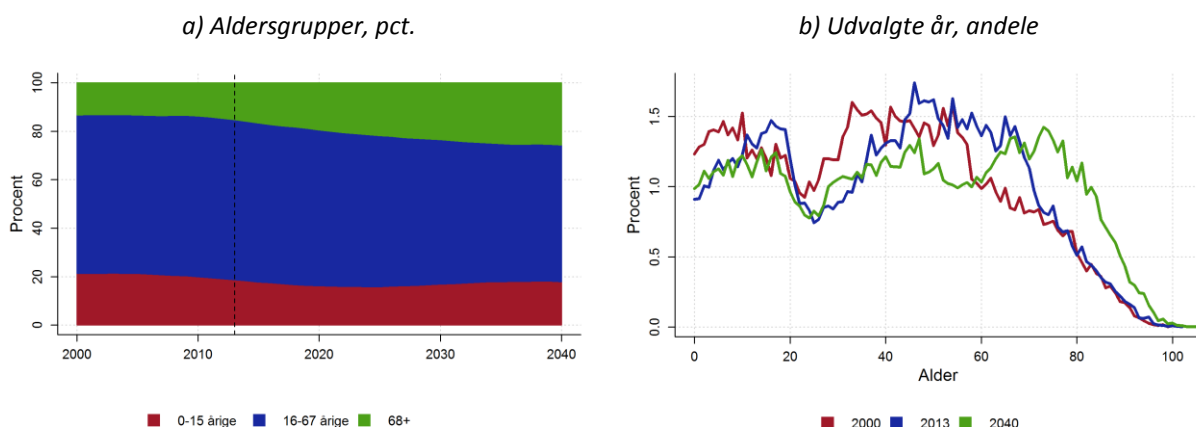 a) Aldersgrupper, pct.
Procent
100
80
60
40
20
0
2000 2010 2020 2030 2040
0-15 årige 16-67 årige 68+
b) Udvalgte år, andele
Procent
1.5
1.0
0.5
0.0
0 20 40 60 80 100
Alder
2000 2013 2040